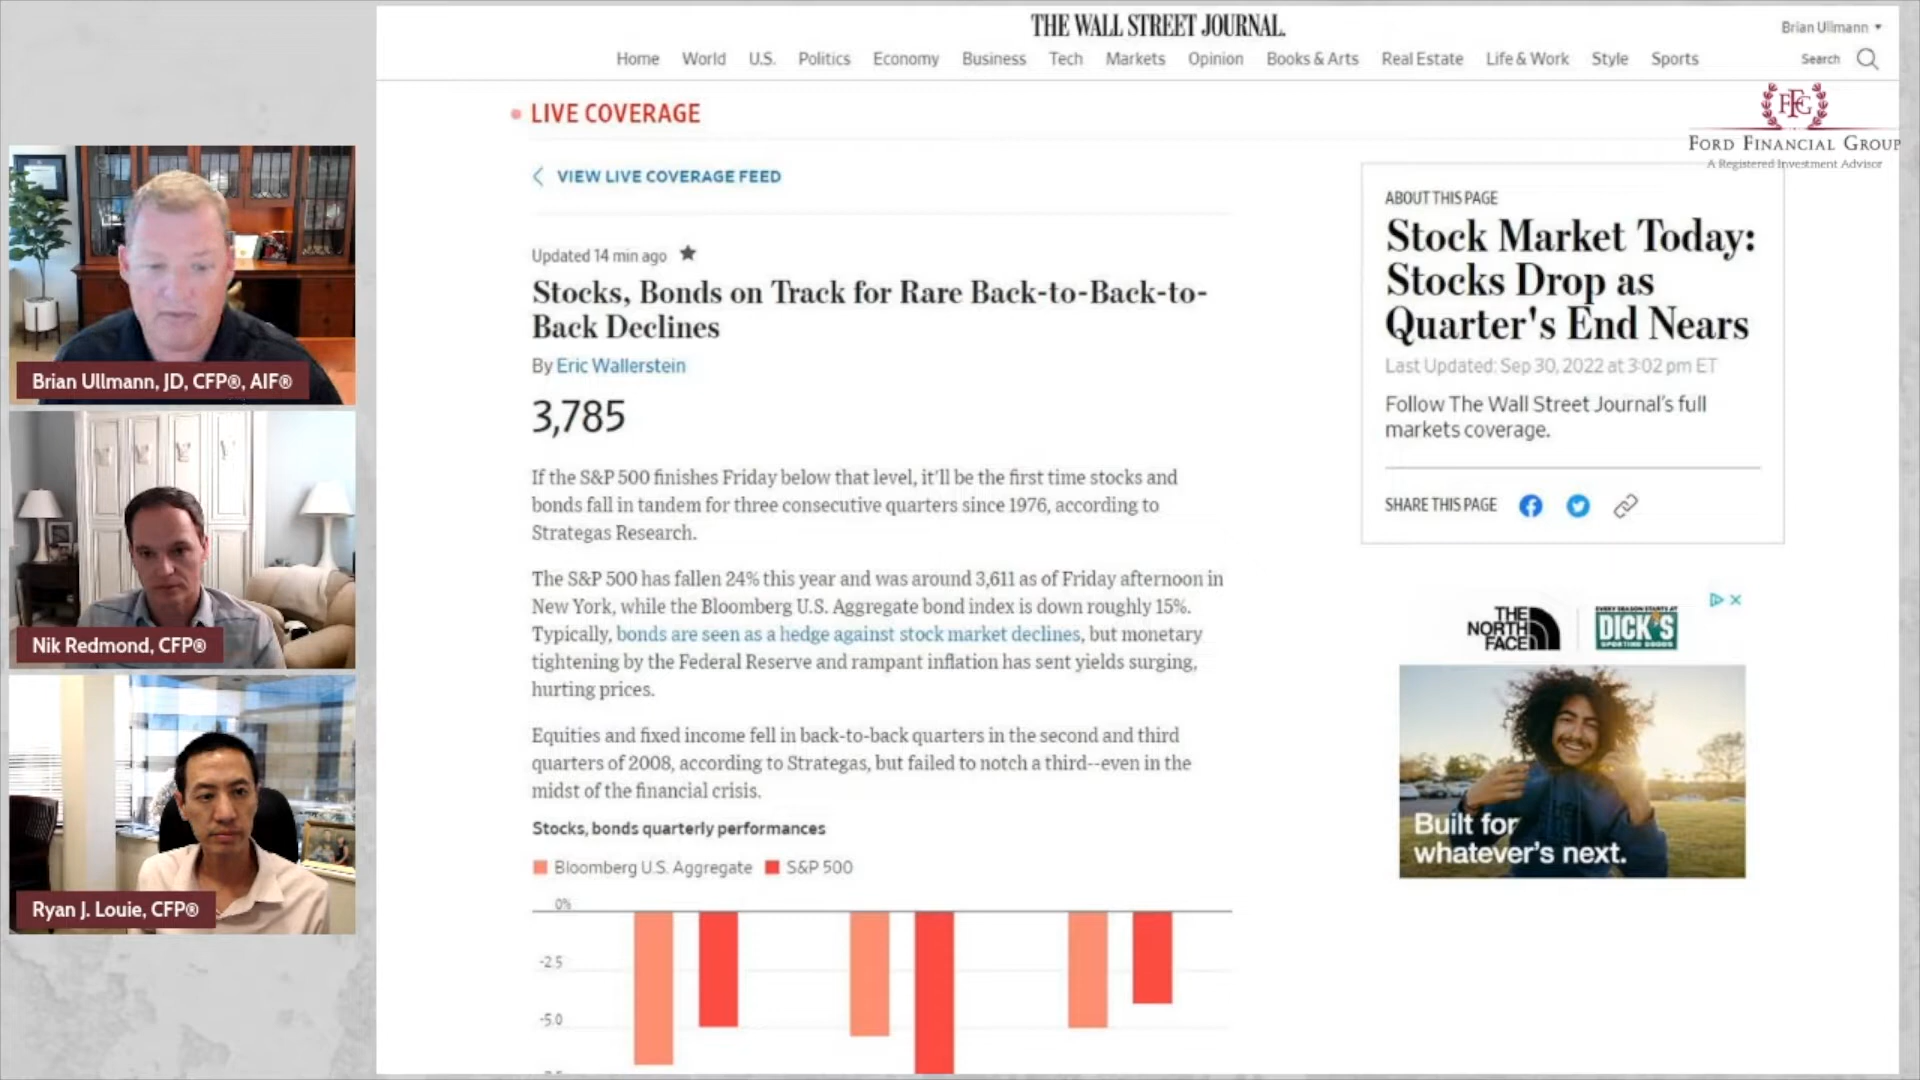 THE WALL STREET JOURNAL.
Brian Ullmann
Home World U.S. Politics Economy Business Tech Markets Opinion Books & Arts Real Estate Life & Work Style Sports
Search
LIVE COVERAGE
FFG
FORD FINANCIAL GROUP
A Registered Investment Advisor
VIEW LIVE COVERAGE FEED
Updated 14 min ago
Stocks, Bonds on Track for Rare Back-to-Back-to-
Back Declines
By Eric Wallerstein
3,785
If the S&P 500 finishes Friday below that level, it'll be the first time stocks and
bonds fall in tandem for three consecutive quarters since 1976, according to
Strategas Research.
The S&P 500 has fallen 24% this year and was around 3,611 as of Friday afternoon in
New York, while the Bloomberg U.S. Aggregate bond index is down roughly 15%.
Typically, bonds are seen as a hedge against stock market declines, but monetary
tightening by the Federal Reserve and rampant inflation has sent yields surging,
hurting prices.
Equities and fixed income fell in back-to-back quarters in the second and third
quarters of 2008, according to Strategas, but failed to notch a third--even in the
midst of the financial crisis.
Stocks, bonds quarterly performances
Bloomberg U.S. Aggregate S&P 500
0%
-2.5
-5.0
ABOUT THIS PAGE
Stock Market Today:
Stocks Drop as
Quarter's End Nears
Last Updated: Sep 30, 2022 at 3:02 pm ET
Follow The Wall Street Journal's full
markets coverage.
SHARE THIS PAGE
THE
NORTH
FACE
EVERY SEASON STARTS AT
DICK'S
SPORTING GOODS
Built for
whatever's next.
Brian Ullmann, JD, CFP®, AIF®
Nik Redmond, CFP®
Ryan J. Louie, CFP®